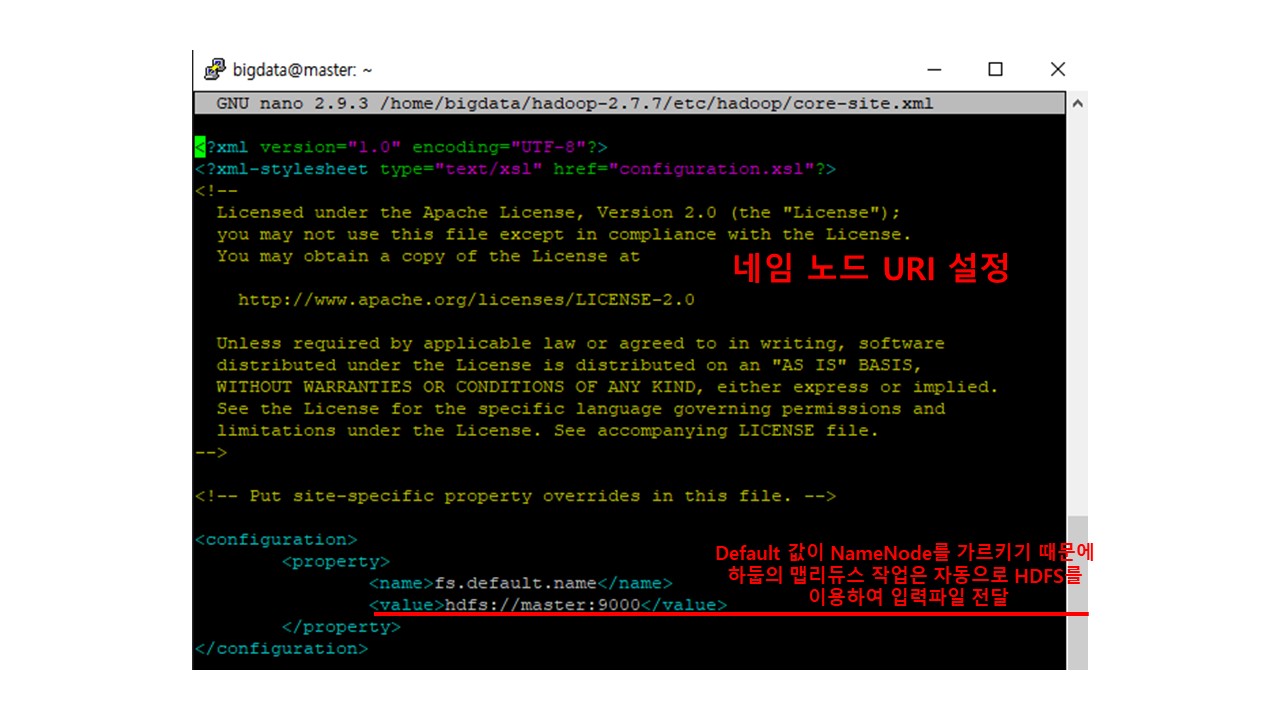 bigdata@master: ~
GNU nano 2.9.3 /home/bigdata/hadoop-2.7.7/etc/hadoop/core-site.xml
<?xml version="1.0" encoding="UTF-8"?>
<?xml-stylesheet type="text/xsl" href="configuration.xsl"?>
<!--
Licensed under the Apache License, Version 2.0 (the "License");
you may not use this file except in compliance with the License.
You may obtain a copy of the License at
네임 노드 URI 설정
http://www.apache.org/licenses/LICENSE-2.0
Unless required by applicable law or agreed to in writing, software
distributed under the License is distributed on an "AS IS" BASIS,
WITHOUT WARRANTIES OR CONDITIONS OF ANY KIND, either express or implied.
See the License for the specific language governing permissions and
limitations under the License. See accompanying LICENSE file.
-->
<!-- Put site-specific property overrides in this file. -->
<configuration>
<property>
<name>fs.default.name</name>
<value>hdfs://master:9000</value>
</property>
</configuration>
Default 값이 NameNode를 가르키기 때문에
하둡의 맵리듀스 작업은 자동으로 HDFS를
이용하여 입력파일 전달